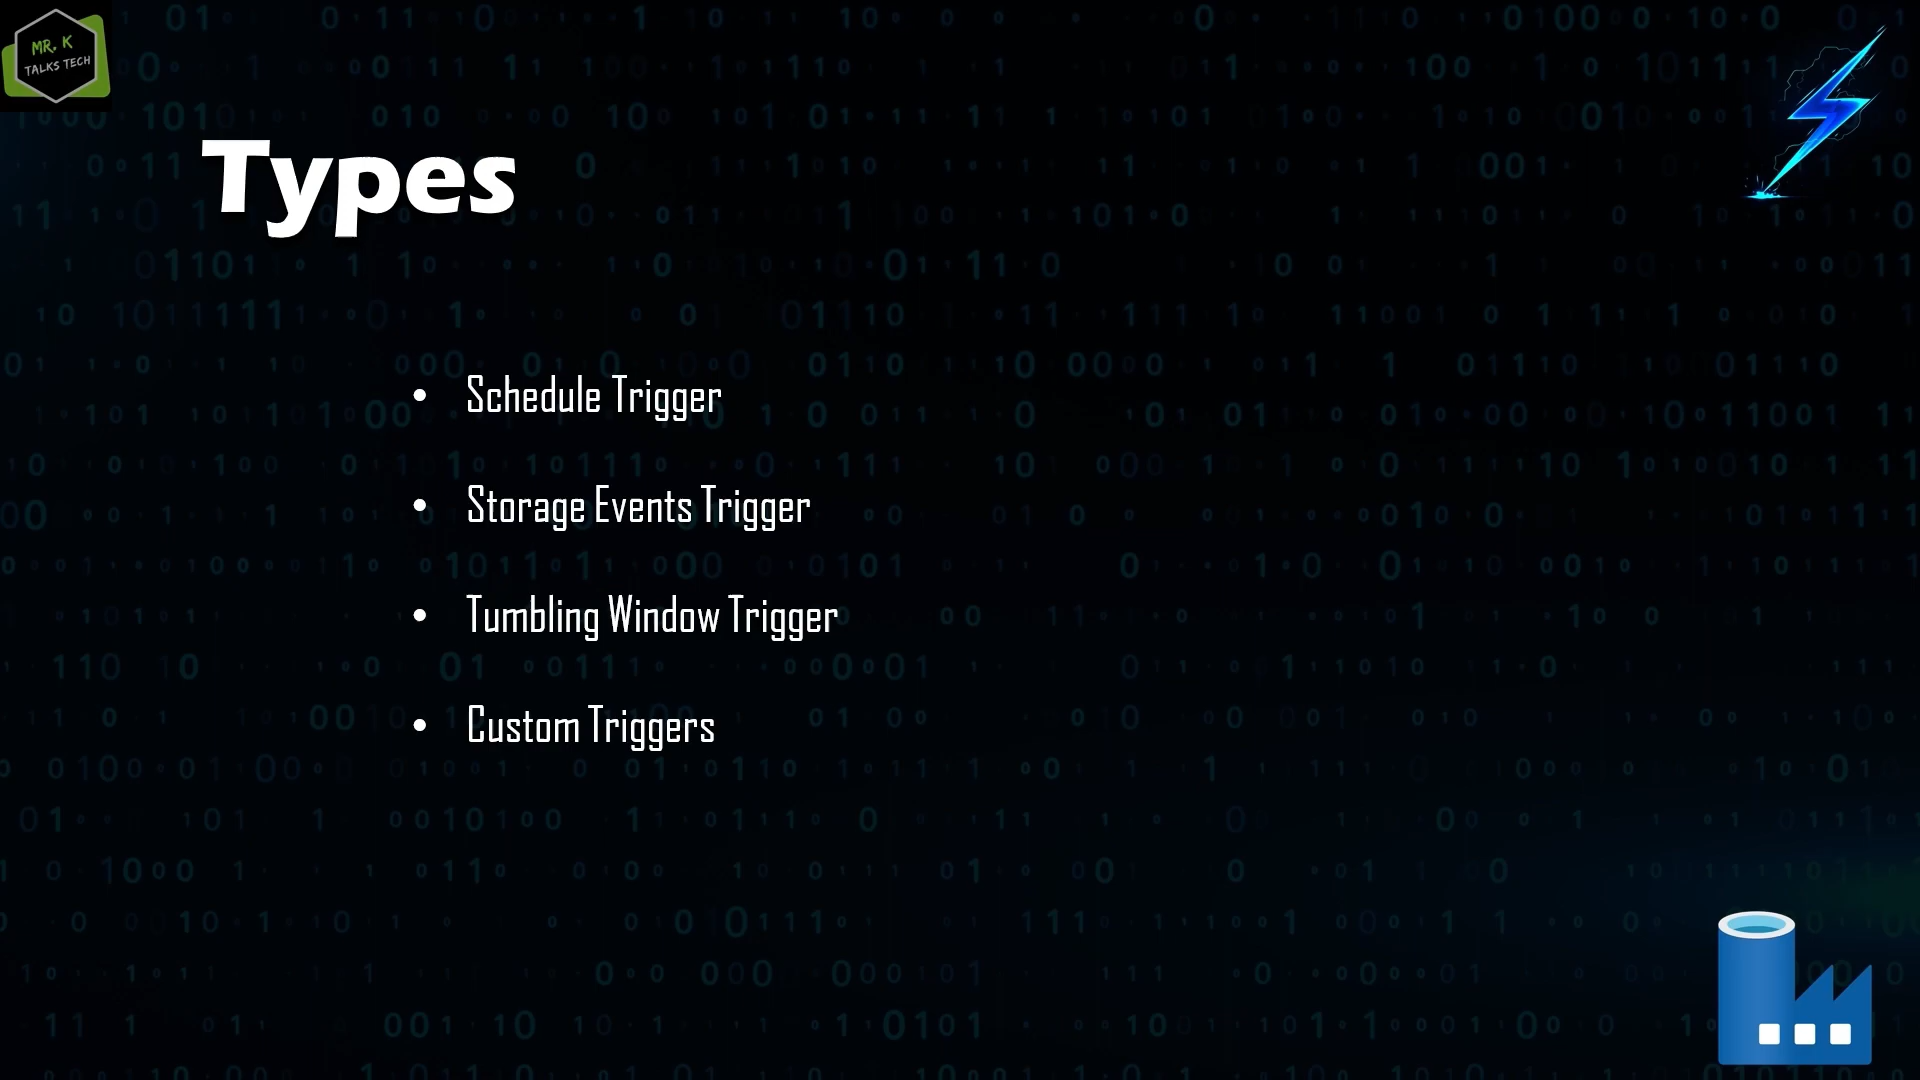 MR. K
TALKS TECH
Types
• Schedule Trigger
• Storage Events Trigger
• Tumbling Window Trigger
• Custom Triggers